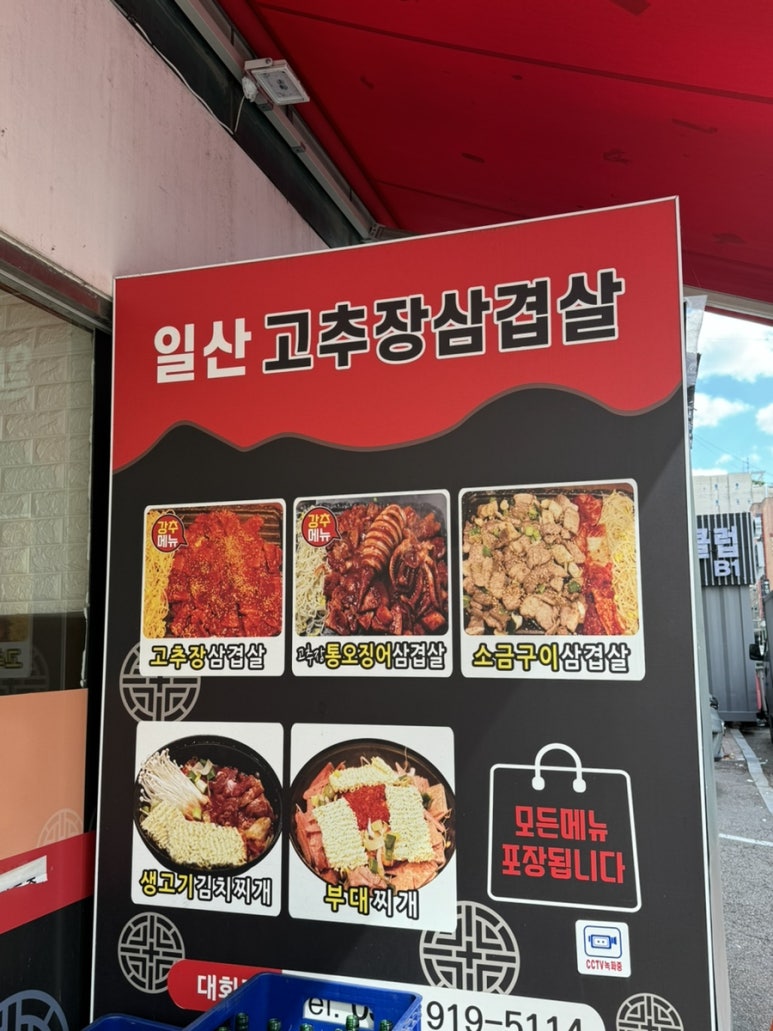 일산 고추장삼겹살
강추
메뉴
강추
메뉴
고추장삼겹살
고추장통오징어삼겹살
소금구이삼겹살
생고기김치찌개
부대찌개
모든메뉴
포장됩니다
CCTV녹화중
919-5114
클럽
B1